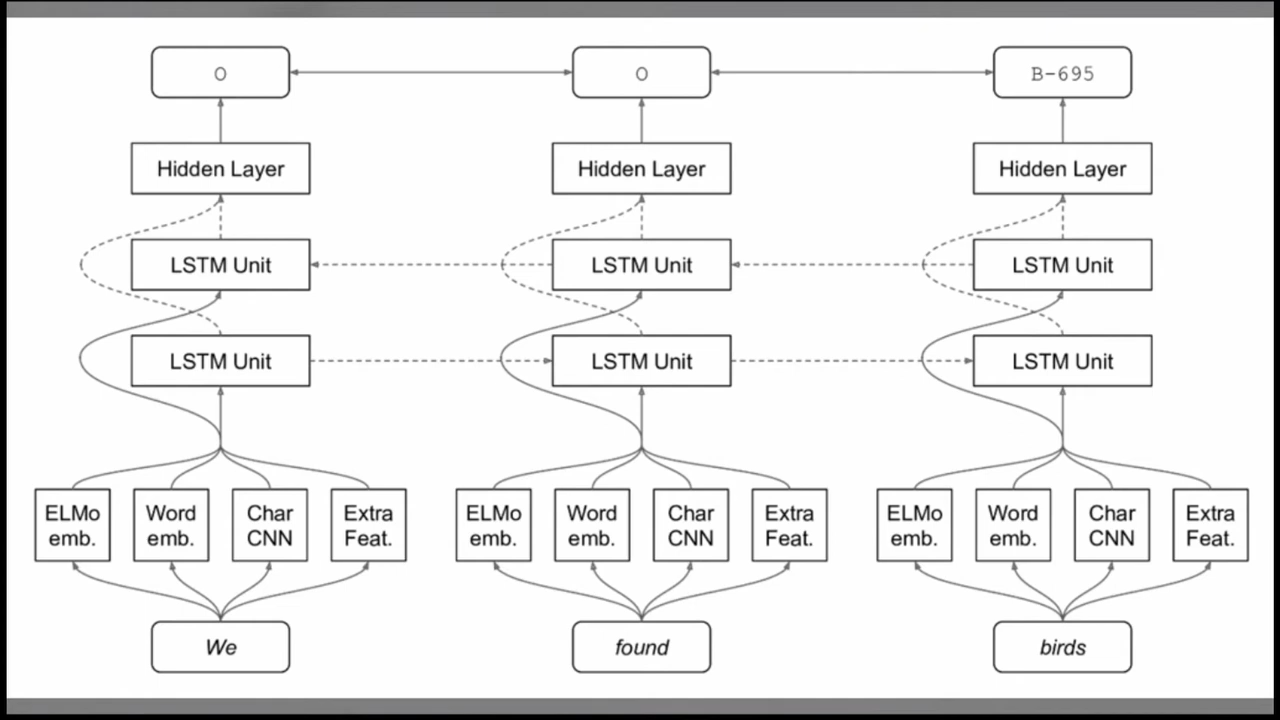 O O B-695
Hidden Layer Hidden Layer Hidden Layer
LSTM Unit LSTM Unit LSTM Unit
LSTM Unit LSTM Unit LSTM Unit
ELMo Word Char Extra ELMo Word Char Extra ELMo Word Char Extra
emb. emb. CNN Feat. emb. emb. CNN Feat. emb. emb. CNN Feat.
We found birds